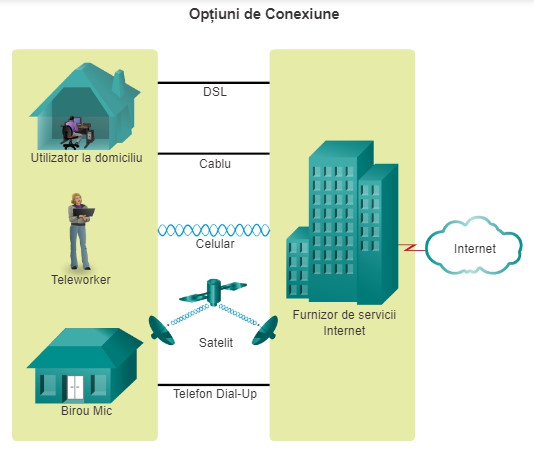 Opțiuni de Conexiune
DSL
Utilizator la domiciliu
Cablu
Celular
Internet
Teleworker
Furnizor de servicii
Internet
Satelit
Telefon Dial-Up
Birou Mic